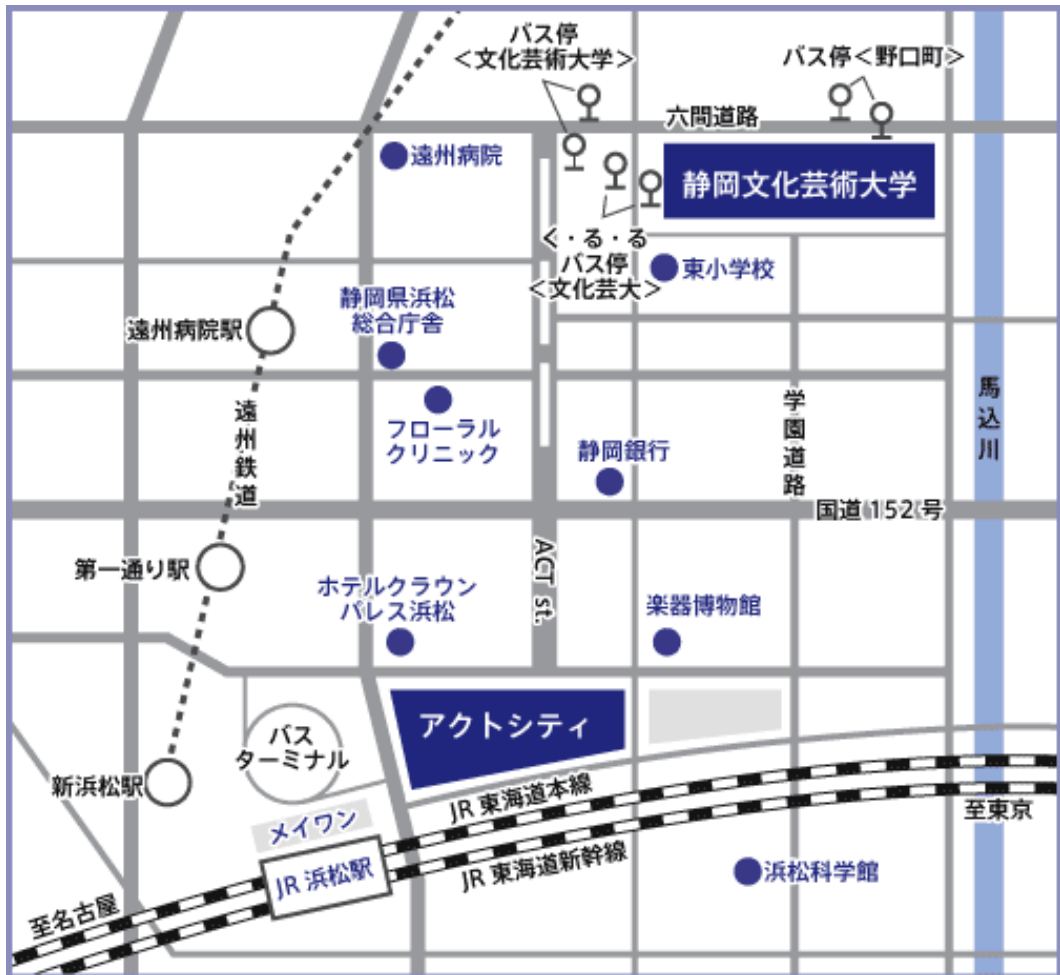 バス停
＜文化芸術大学＞
バス停＜野口町＞
六間道路
遠州病院
静岡文化芸術大学
く・る・る
バス停
＜文化芸大＞
東小学校
静岡県浜松
総合庁舎
遠州病院駅
遠州鉄道
フローラル
クリニック
静岡銀行
学園道路
馬込川
国道152号
第一通り駅
ACT st.
ホテルクラウン
パレス浜松
楽器博物館
アクトシティ
バス
ターミナル
新浜松駅
メイワン
JR東海道本線
至東京
JR浜松駅
JR東海道新幹線
浜松科学館
至名古屋